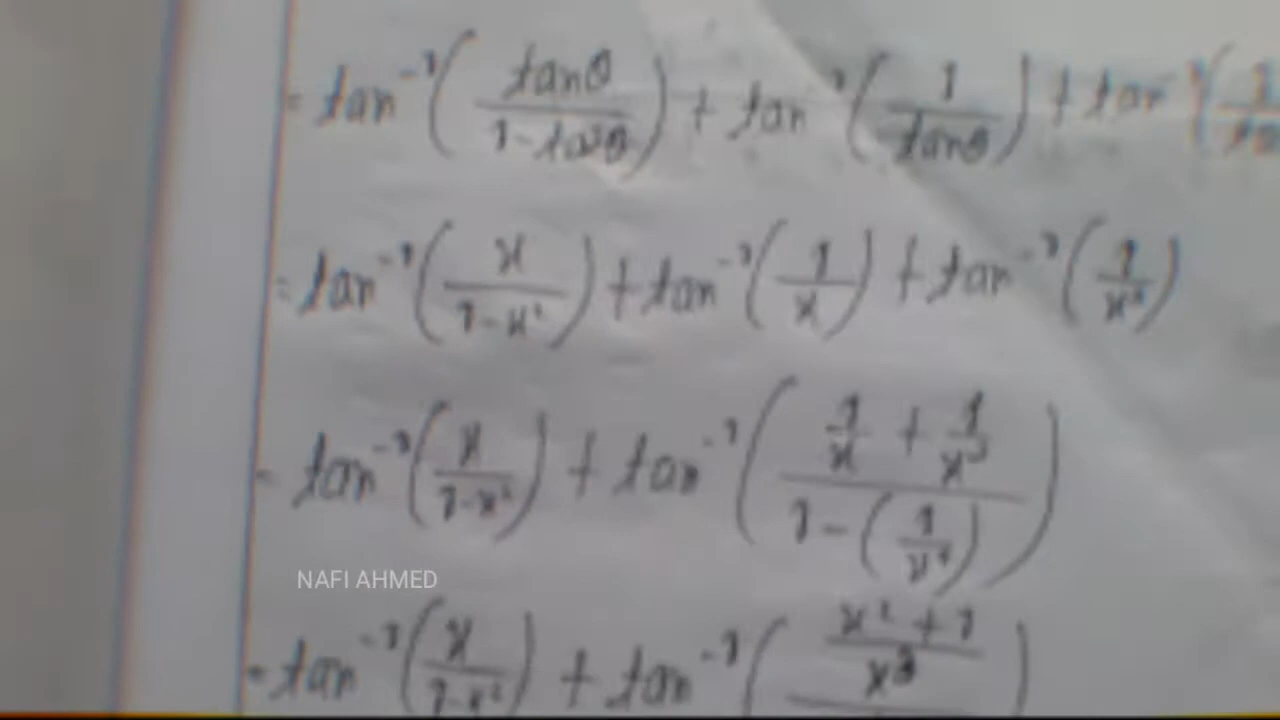 = tan⁻¹(tanθ / 1-tan²θ) + tan⁻¹(1/tanθ) + tan⁻¹(1/
= tan⁻¹(x / 1-x²) + tan⁻¹(1/x) + tan⁻¹(1/x³)
= tan⁻¹(x / 1-x²) + tan⁻¹((1/x + 1/x³) / 1-(1/x⁴))
NAFI AHMED
= tan⁻¹(x / 1-x²) + tan⁻¹((x²+1 / x³) /